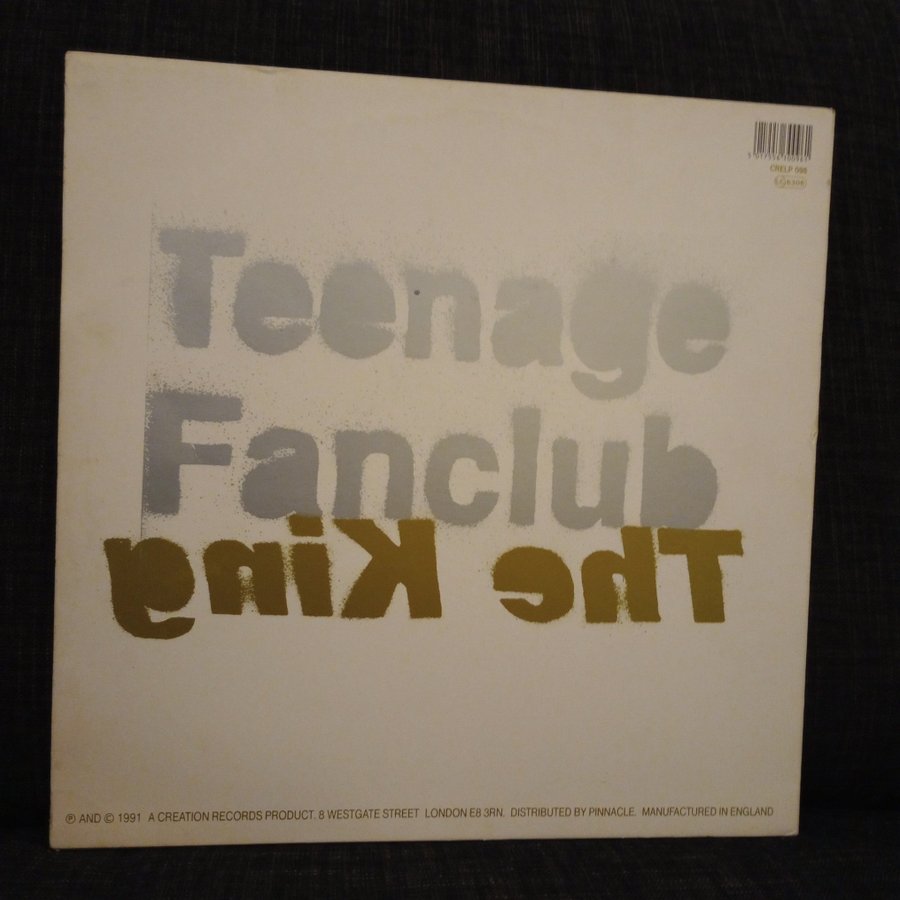 CRELP 096
Teenage
Fanclub
The King
℗ AND © 1991 A CREATION RECORDS PRODUCT. 8 WESTGATE STREET LONDON E8 3RN. DISTRIBUTED BY PINNACLE. MANUFACTURED IN ENGLAND